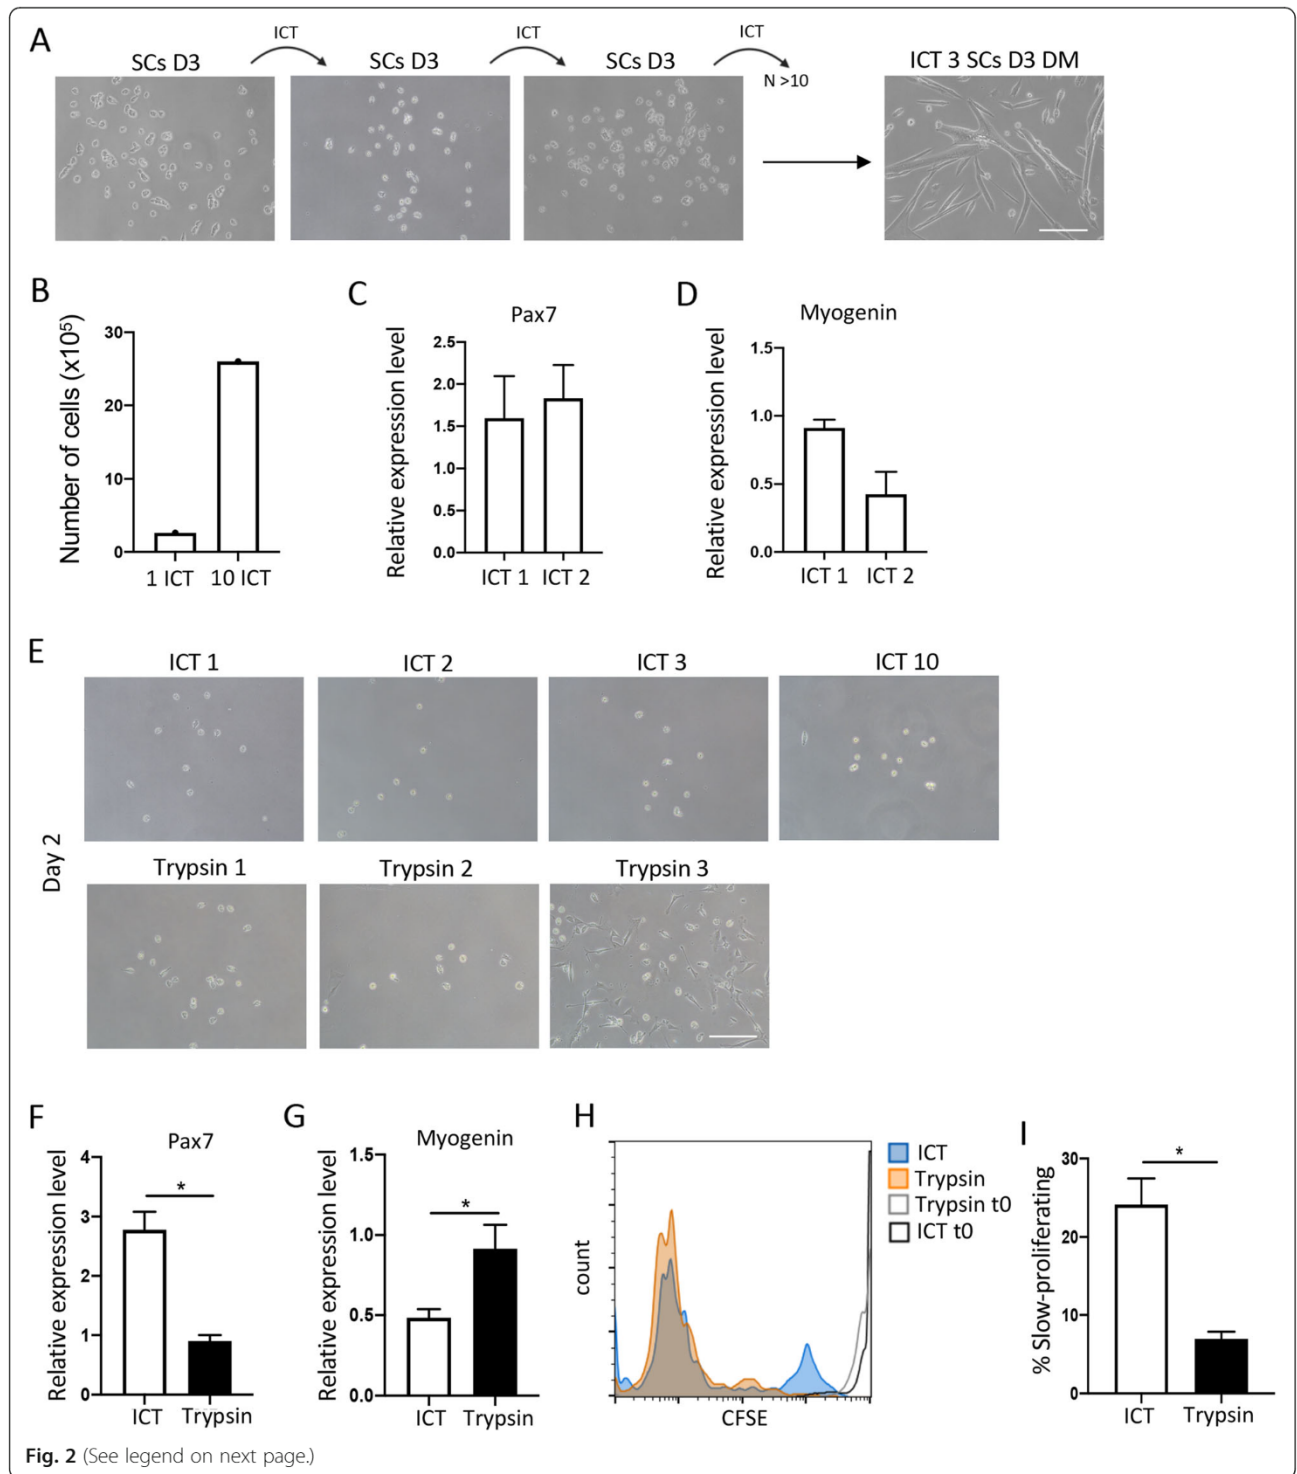 A
ICT
ICT
ICT
SCs D3
SCs D3
SCs D3
N >10
ICT 3 SCs D3 DM
B
Number of cells (x10⁵)
30
20
10
0
1 ICT
10 ICT
C
Pax7
Relative expression level
2.5
2.0
1.5
1.0
0.5
0.0
ICT 1
ICT 2
D
Myogenin
Relative expression level
1.5
1.0
0.5
0.0
ICT 1
ICT 2
E
ICT 1
ICT 2
ICT 3
ICT 10
Day 2
Trypsin 1
Trypsin 2
Trypsin 3
F
Pax7
Relative expression level
4
3
2
1
0
*
ICT
Trypsin
G
Myogenin
Relative expression level
1.5
1.0
0.5
0.0
*
ICT
Trypsin
H
count
CFSE
ICT
Trypsin
Trypsin t0
ICT t0
I
% Slow-proliferating
30
20
10
0
*
ICT
Trypsin
Fig. 2 (See legend on next page.)